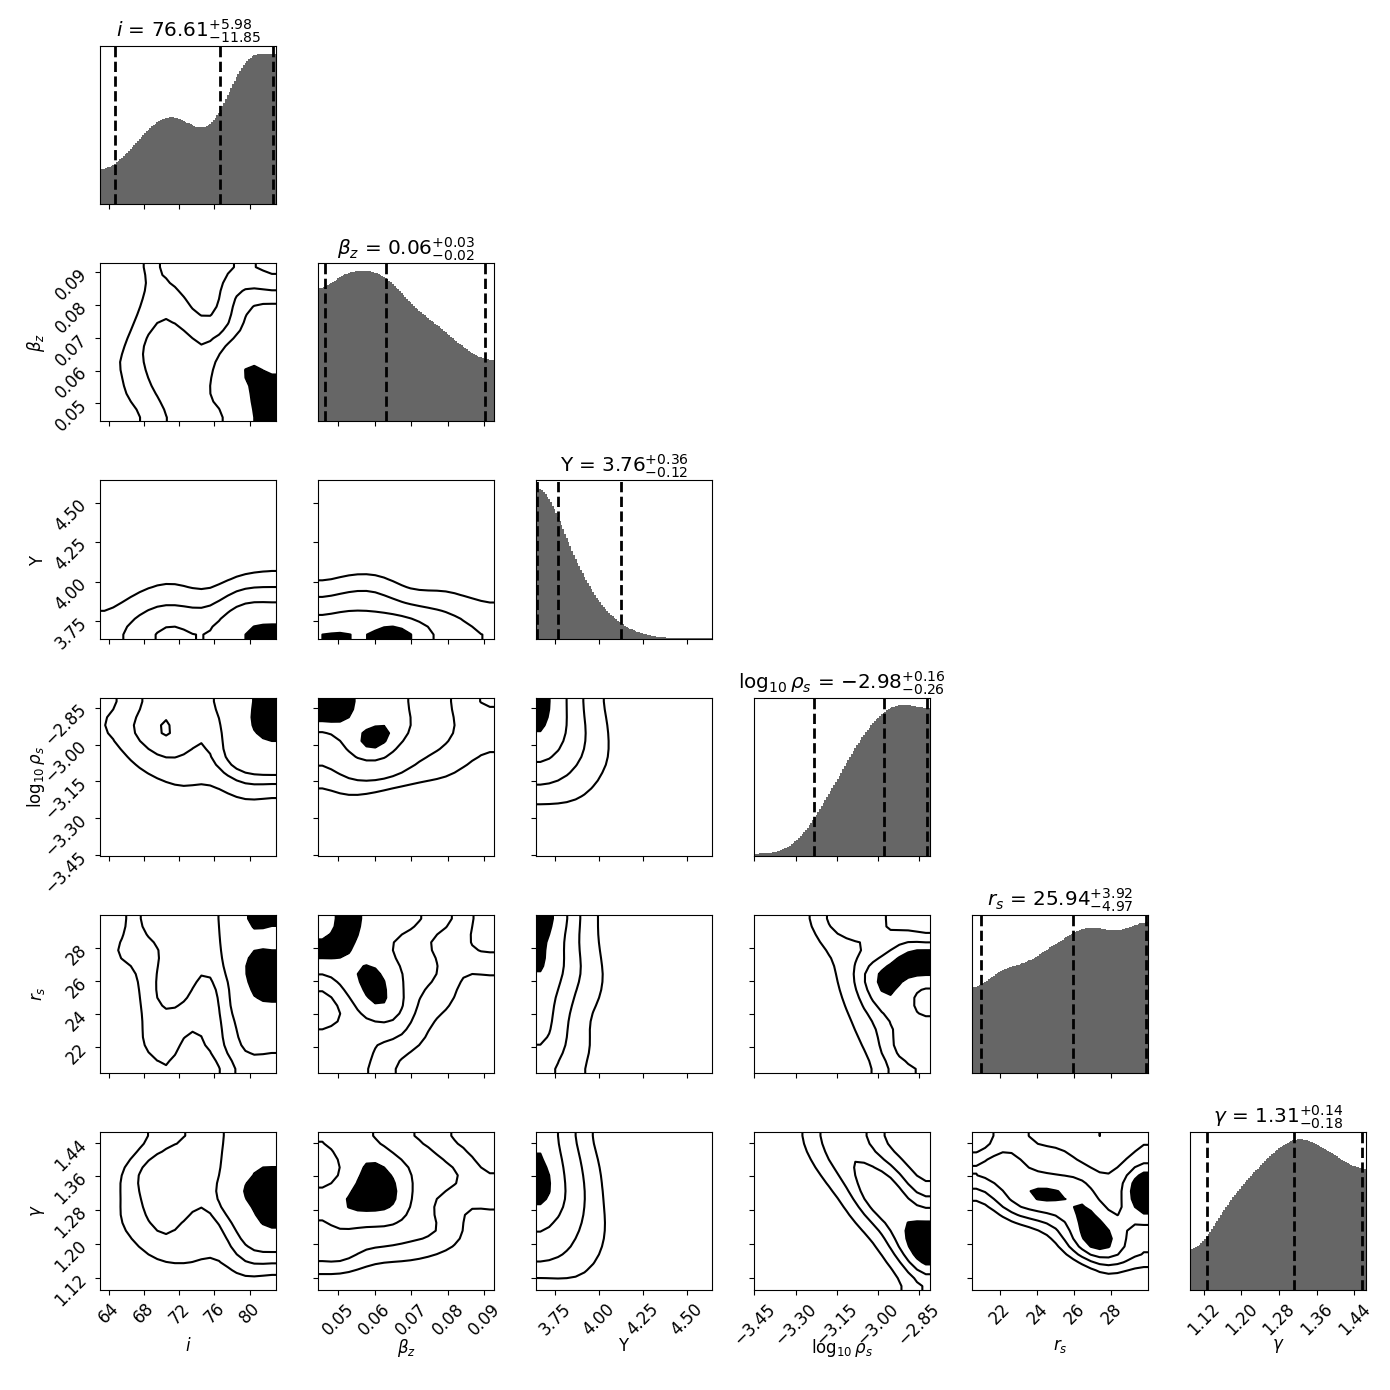 i = 76.61 +5.98 −11.85
β_z = 0.06 +0.03 −0.02
0.09
0.08
0.07
0.06
0.05
β_z
Y = 3.76 +0.36 −0.12
4.50
4.25
4.00
3.75
Y
log₁₀ ρ_s = −2.98 +0.16 −0.26
−2.85
−3.00
−3.15
−3.30
−3.45
log₁₀ ρ_s
r_s = 25.94 +3.92 −4.97
28
26
24
22
r_s
γ = 1.31 +0.14 −0.18
1.44
1.36
1.28
1.20
1.12
γ
64 68 72 76 80
i
0.05 0.06 0.07 0.08 0.09
β_z
3.75 4.00 4.25 4.50
Y
−3.45 −3.30 −3.15 −3.00 −2.85
log₁₀ ρ_s
22 24 26 28
r_s
1.12 1.20 1.28 1.36 1.44
γ